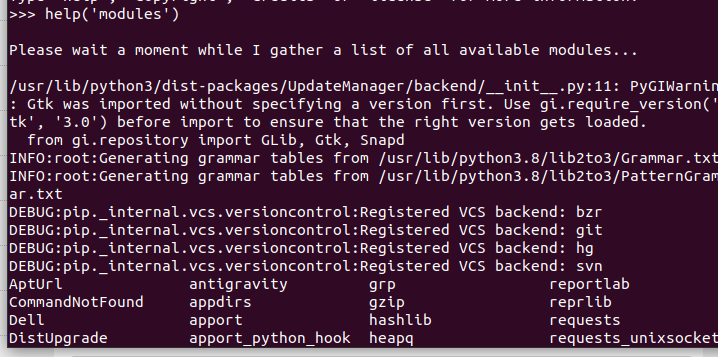 >>> help('modules')
Please wait a moment while I gather a list of all available modules...
/usr/lib/python3/dist-packages/UpdateManager/backend/__init__.py:11: PyGIWarnin
: Gtk was imported without specifying a version first. Use gi.require_version('
tk', '3.0') before import to ensure that the right version gets loaded.
from gi.repository import GLib, Gtk, Snapd
INFO:root:Generating grammar tables from /usr/lib/python3.8/lib2to3/Grammar.txt
INFO:root:Generating grammar tables from /usr/lib/python3.8/lib2to3/PatternGram
ar.txt
DEBUG:pip._internal.vcs.versioncontrol:Registered VCS backend: bzr
DEBUG:pip._internal.vcs.versioncontrol:Registered VCS backend: git
DEBUG:pip._internal.vcs.versioncontrol:Registered VCS backend: hg
DEBUG:pip._internal.vcs.versioncontrol:Registered VCS backend: svn
AptUrl antigravity grp reportlab
CommandNotFound appdirs gzip reprlib
Dell apport hashlib requests
DistUpgrade apport_python_hook heapq requests_unixsocket